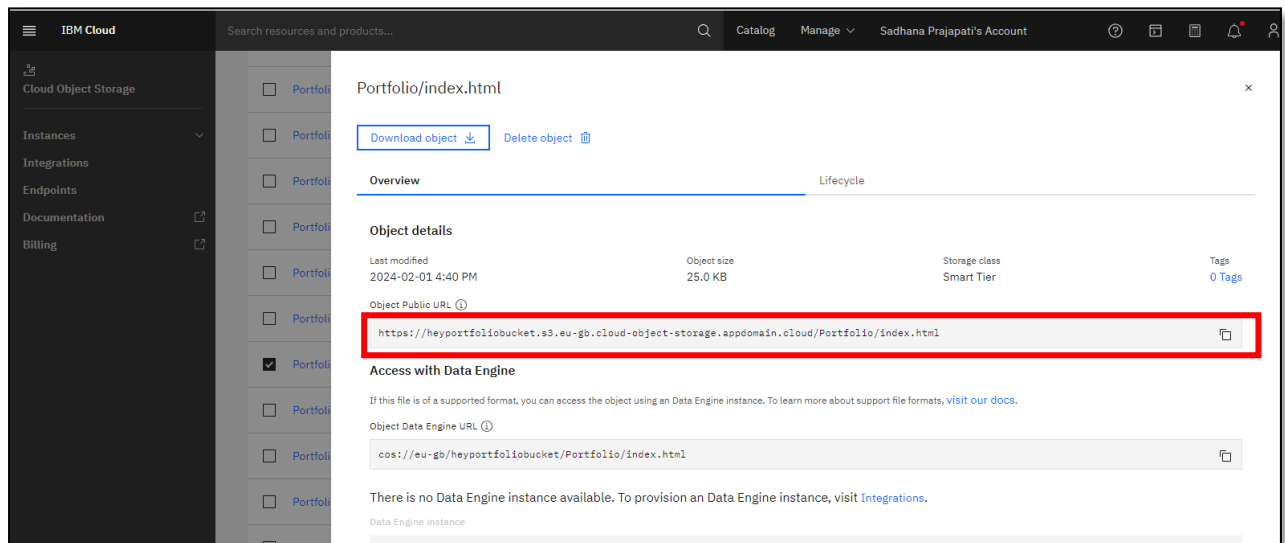 IBM Cloud
Search resources and products...
Catalog
Manage
Sadhana Prajapati's Account
Cloud Object Storage
Instances
Integrations
Endpoints
Documentation
Billing
Portfoli
Portfoli
Portfoli
Portfoli
Portfoli
Portfoli
Portfoli
Portfoli
Portfoli
Portfoli
Portfolio/index.html
Download object
Delete object
Overview
Lifecycle
Object details
Last modified
Object size
Storage class
Tags
2024-02-01 4:40 PM
25.0 KB
Smart Tier
0 Tags
Object Public URL
https://heyportfoliobucket.s3.eu-gb.cloud-object-storage.appdomain.cloud/Portfolio/index.html
Access with Data Engine
If this file is of a supported format, you can access the object using an Data Engine instance. To learn more about support file formats, visit our docs.
Object Data Engine URL
cos://eu-gb/heyportfoliobucket/Portfolio/index.html
There is no Data Engine instance available. To provision an Data Engine instance, visit Integrations.
Data Engine instance